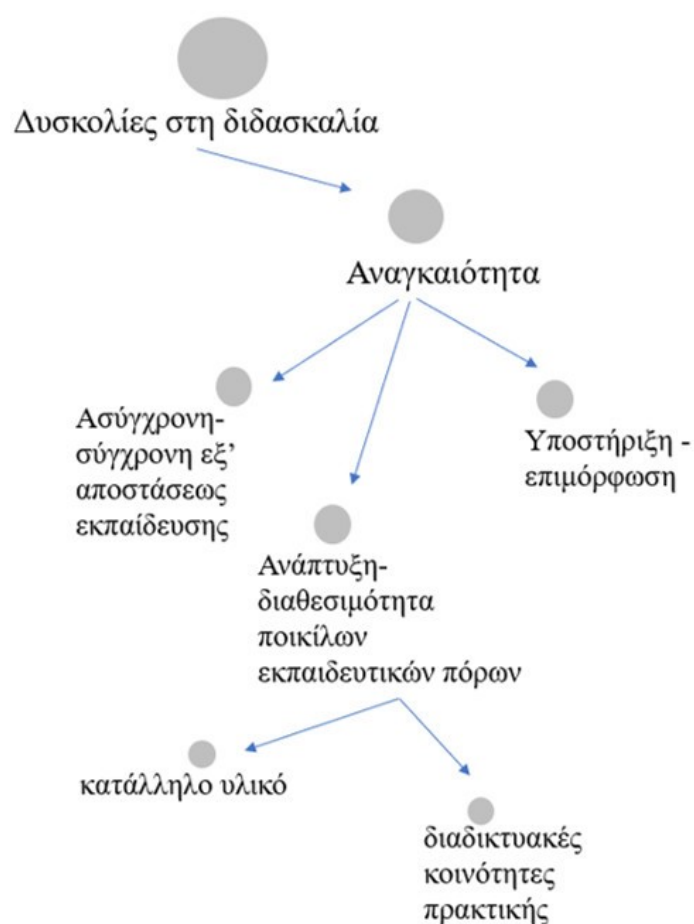 Δυσκολίες στη διδασκαλία
Αναγκαιότητα
Ασύγχρονη-
σύγχρονη εξ’
αποστάσεως
εκπαίδευσης
Υποστήριξη -
επιμόρφωση
Ανάπτυξη-
διαθεσιμότητα
ποικίλων
εκπαιδευτικών πόρων
κατάλληλο υλικό
διαδικτυακές
κοινότητες
πρακτικής